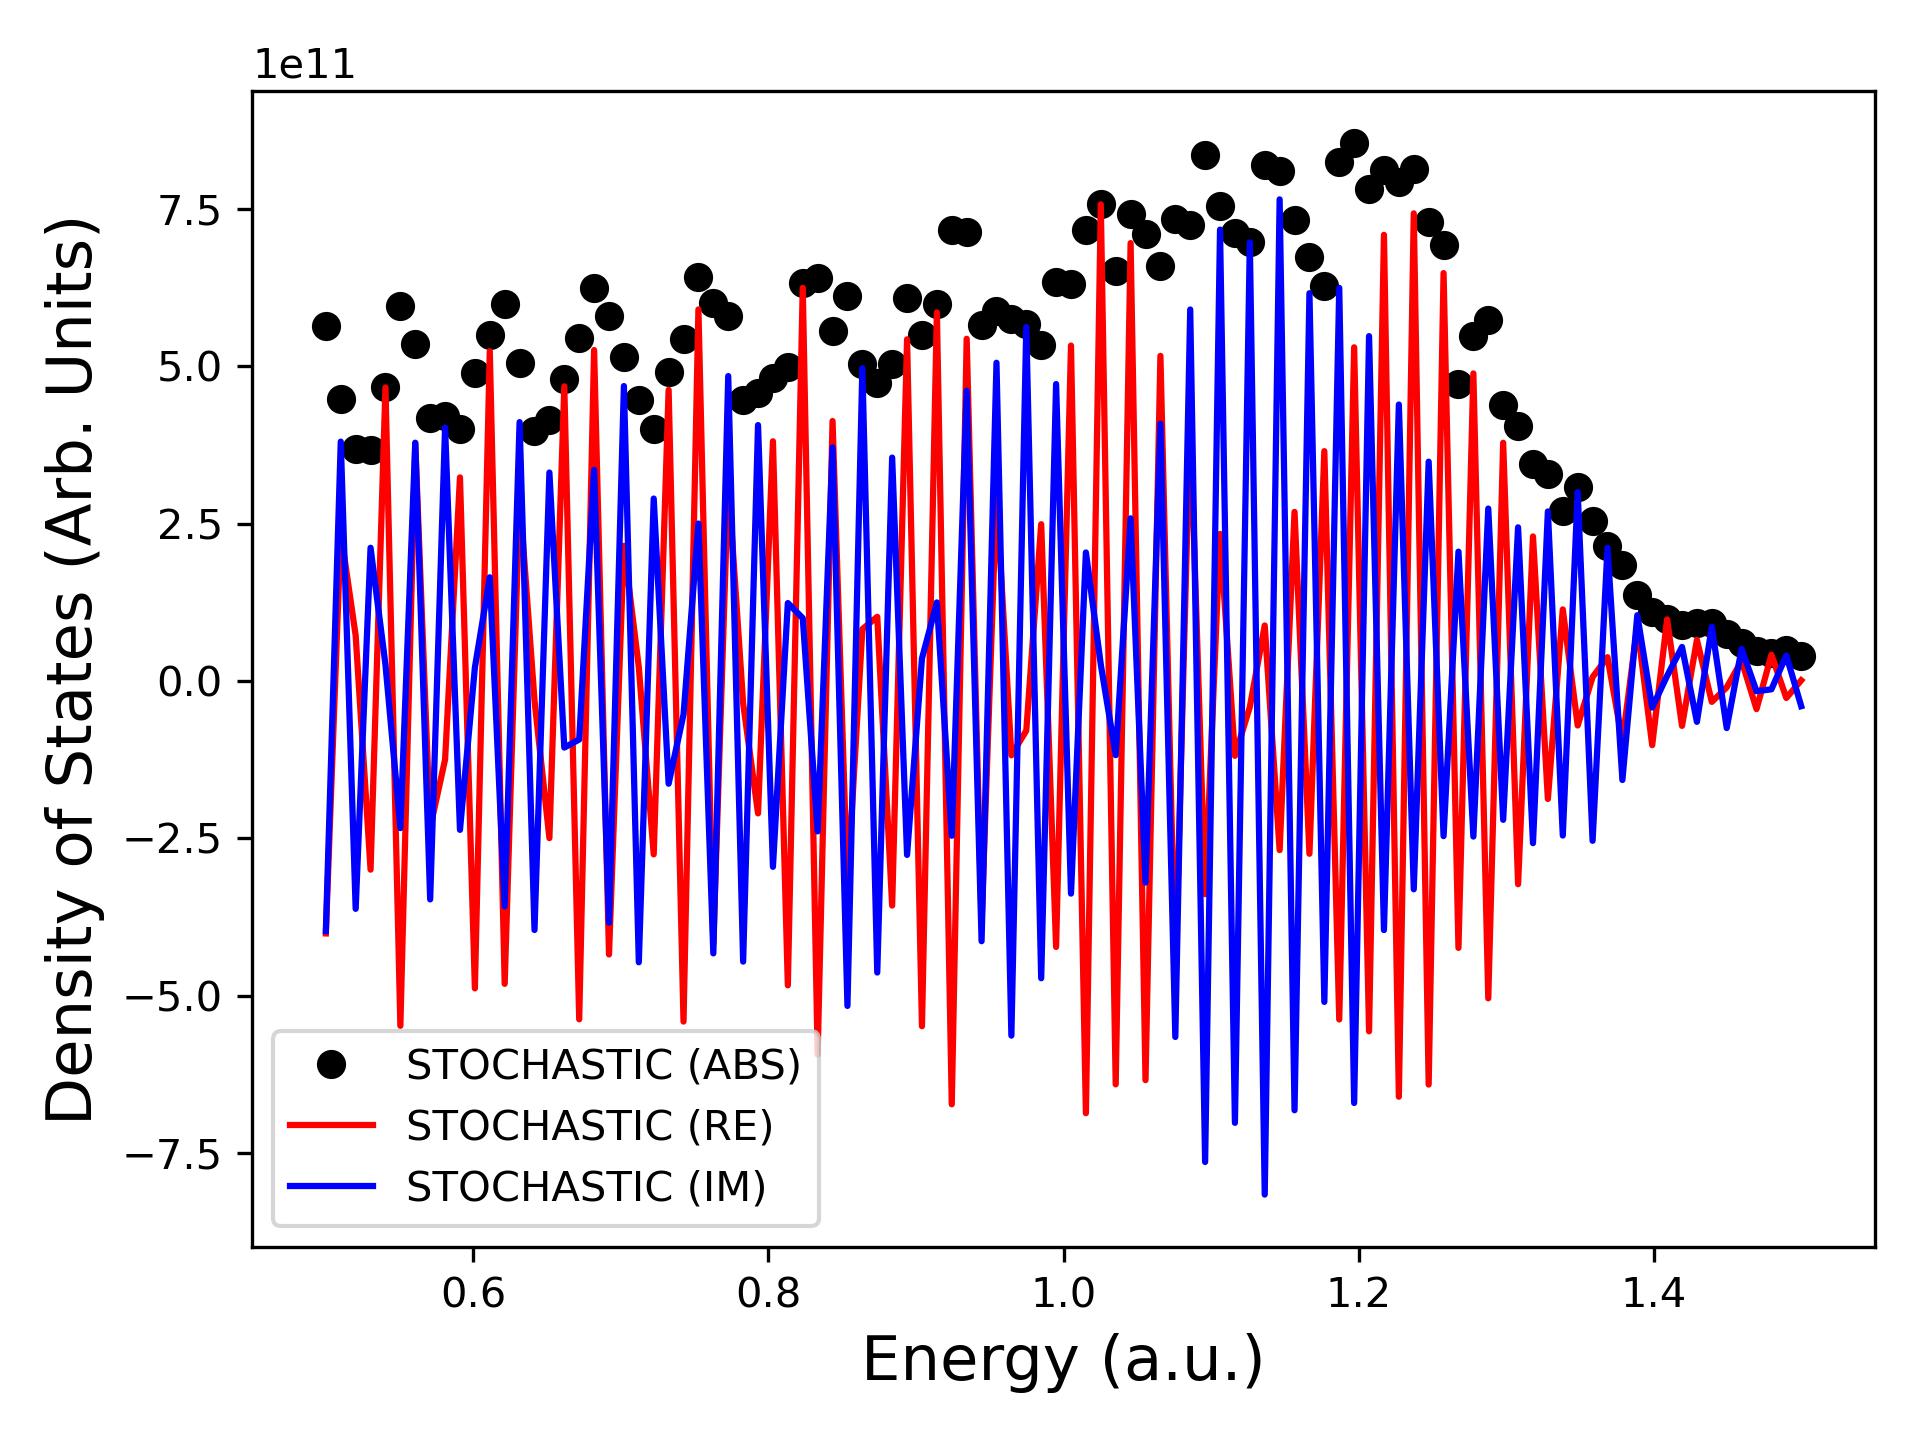 1e11
Density of States (Arb. Units)
7.5
5.0
2.5
0.0
−2.5
−5.0
−7.5
STOCHASTIC (ABS)
STOCHASTIC (RE)
STOCHASTIC (IM)
0.6 0.8 1.0 1.2 1.4
Energy (a.u.)